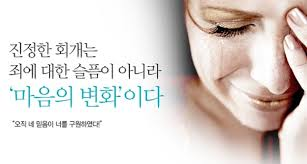 진정한 회개는
죄에 대한 슬픔이 아니라
‘마음의 변화’이다
"오직 네 믿음이 너를 구원하였다!"